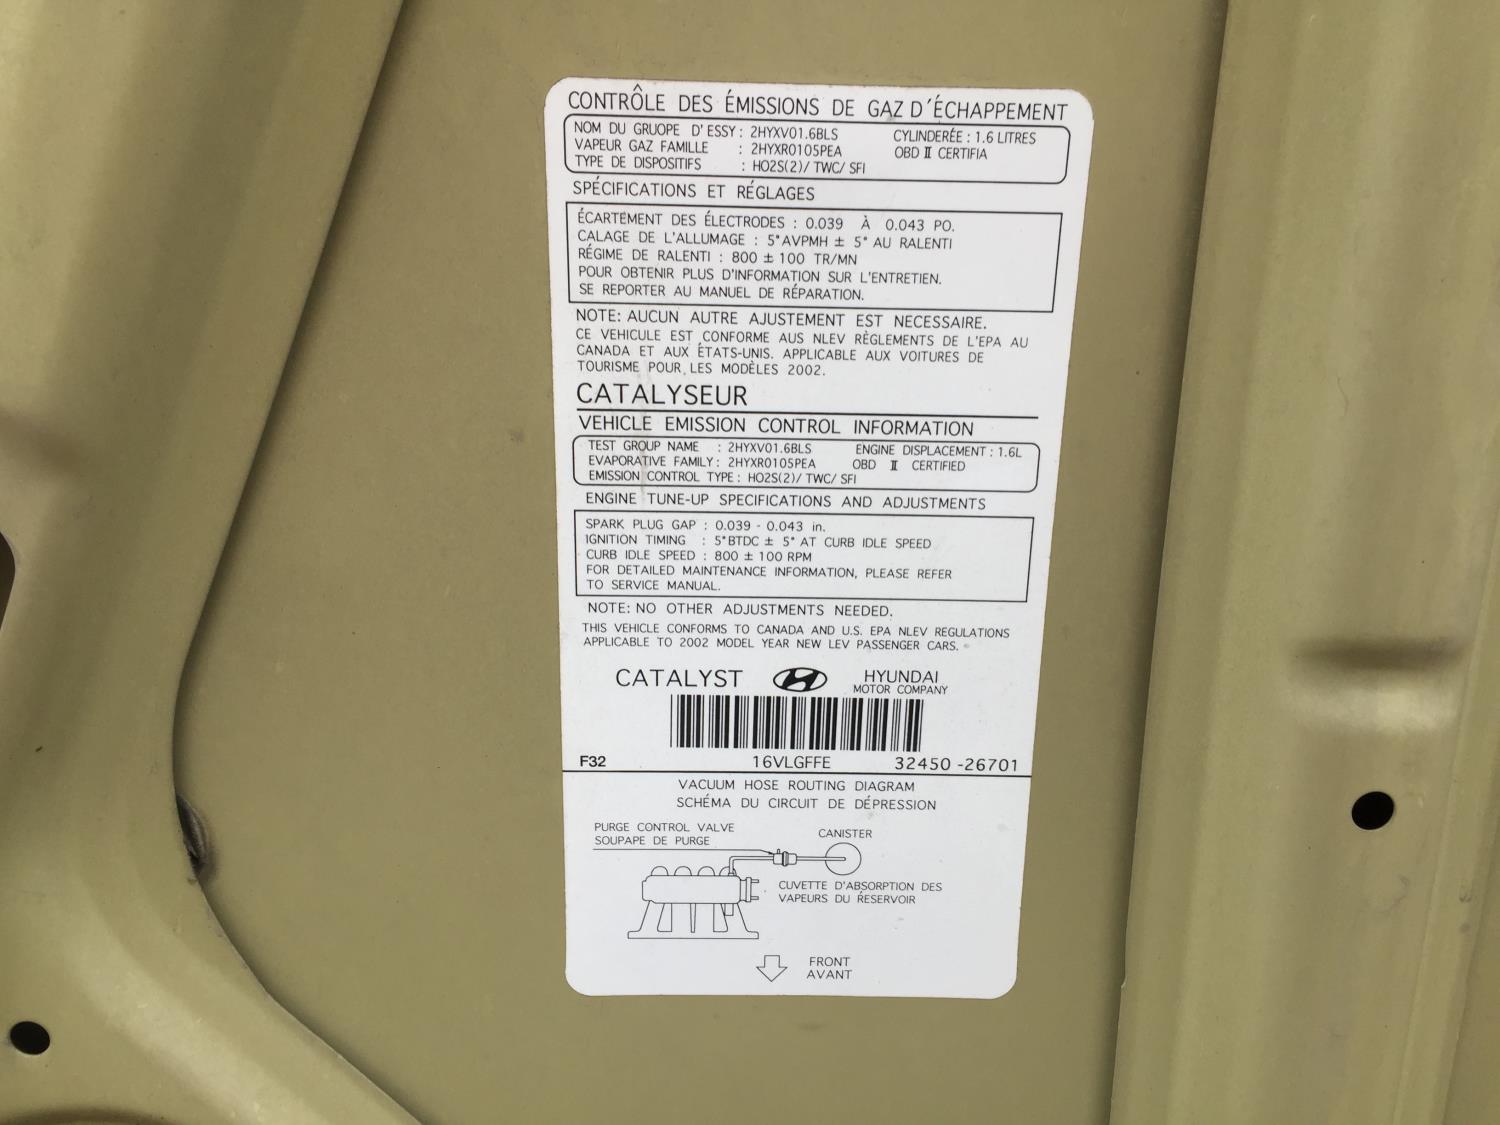 CONTRÔLE DES ÉMISSIONS DE GAZ D'ÉCHAPPEMENT
NOM DU GRUOPE D'ESSY : 2HYXV01.6BLS CYLINDERÉE : 1.6 LITRES
VAPEUR GAZ FAMILLE : 2HYXR0105PEA OBD II CERTIFIA
TYPE DE DISPOSITIFS : HO2S(2)/ TWC/ SFI
SPÉCIFICATIONS ET RÉGLAGES
ÉCARTEMENT DES ÉLECTRODES : 0.039 À 0.043 PO.
CALAGE DE L'ALLUMAGE : 5° AVPMH ± 5° AU RALENTI
RÉGIME DE RALENTI : 800 ± 100 TR/MN
POUR OBTENIR PLUS D'INFORMATION SUR L'ENTRETIEN.
SE REPORTER AU MANUEL DE RÉPARATION.
NOTE: AUCUN AUTRE AJUSTEMENT EST NECESSAIRE.
CE VEHICULE EST CONFORME AUS NLEV RÈGLEMENTS DE L'EPA AU
CANADA ET AUX ÉTATS-UNIS. APPLICABLE AUX VOITURES DE
TOURISME POUR LES MODÈLES 2002.
CATALYSEUR
VEHICLE EMISSION CONTROL INFORMATION
TEST GROUP NAME : 2HYXV01.6BLS ENGINE DISPLACEMENT : 1.6L
EVAPORATIVE FAMILY : 2HYXR0105PEA OBD II CERTIFIED
EMISSION CONTROL TYPE : HO2S(2)/ TWC/ SFI
ENGINE TUNE-UP SPECIFICATIONS AND ADJUSTMENTS
SPARK PLUG GAP : 0.039 - 0.043 in.
IGNITION TIMING : 5° BTDC ± 5° AT CURB IDLE SPEED
CURB IDLE SPEED : 800 ± 100 RPM
FOR DETAILED MAINTENANCE INFORMATION, PLEASE REFER
TO SERVICE MANUAL.
NOTE: NO OTHER ADJUSTMENTS NEEDED.
THIS VEHICLE CONFORMS TO CANADA AND U.S. EPA NLEV REGULATIONS
APPLICABLE TO 2002 MODEL YEAR NEW LEV PASSENGER CARS.
CATALYST HYUNDAI
MOTOR COMPANY
F32 16VLGFFE 32450 -26701
VACUUM HOSE ROUTING DIAGRAM
SCHÉMA DU CIRCUIT DE DÉPRESSION
PURGE CONTROL VALVE
SOUPAPE DE PURGE
CANISTER
CUVETTE D'ABSORPTION DES
VAPEURS DU RÉSERVOIR
FRONT
AVANT